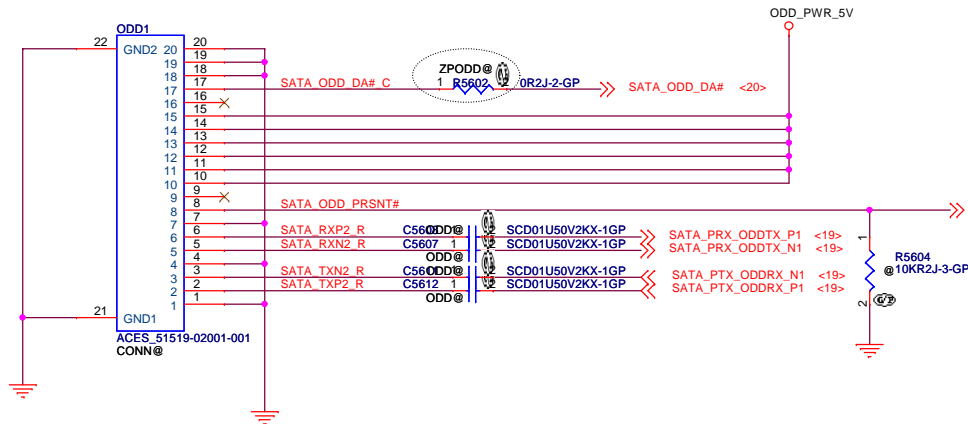 ODD_PWR_5V
ODD1
22 GND2 20 20
19 19
18 18
17 17 SATA_ODD_DA#_C 1 ZPODD@ R5602 2 0R2J-2-GP SATA_ODD_DA# <20>
16 16
15 15
14 14
13 13
12 12
11 11
10 10
9 9
8 8 SATA_ODD_PRSNT#
7 7
6 6 SATA_RXP2_R ODD@ 1 2 SCD01U50V2KX-1GP SATA_PRX_ODDTX_P1 <19>
5 5 SATA_RXN2_R C5607 1 2 SCD01U50V2KX-1GP SATA_PRX_ODDTX_N1 <19>
ODD@
4 4
3 3 SATA_TXN2_R ODD@ 1 2 SCD01U50V2KX-1GP SATA_PTX_ODDRX_N1 <19>
2 2 SATA_TXP2_R C5612 1 2 SCD01U50V2KX-1GP SATA_PTX_ODDRX_P1 <19>
ODD@
1 1
21 GND1
ACES_51519-02001-001
CONN@
1
R5604
@10KR2J-3-GP
2